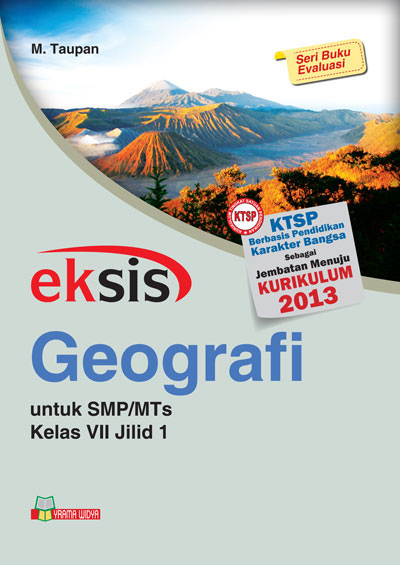 M. Taupan
Seri Buku
Evaluasi
KTSP
KTSP
Berbasis Pendidikan
Karakter Bangsa
Sebagai
Jembatan Menuju
KURIKULUM
2013
eksis
Geografi
untuk SMP/MTs
Kelas VII Jilid 1
YRAMA WIDYA